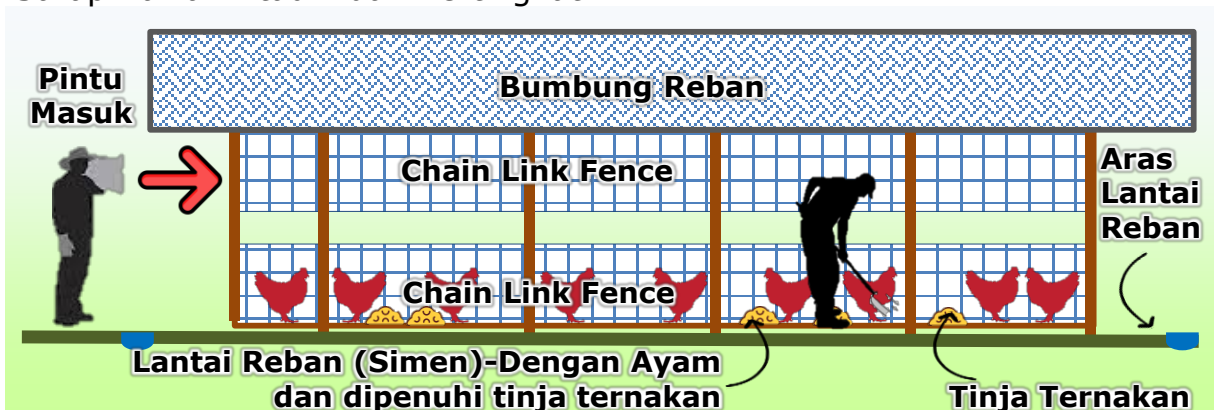 Bumbung Reban
Pintu
Masuk
Chain Link Fence
Aras
Lantai
Reban
Chain Link Fence
Lantai Reban (Simen)-Dengan Ayam
dan dipenuhi tinja ternakan
Tinja Ternakan